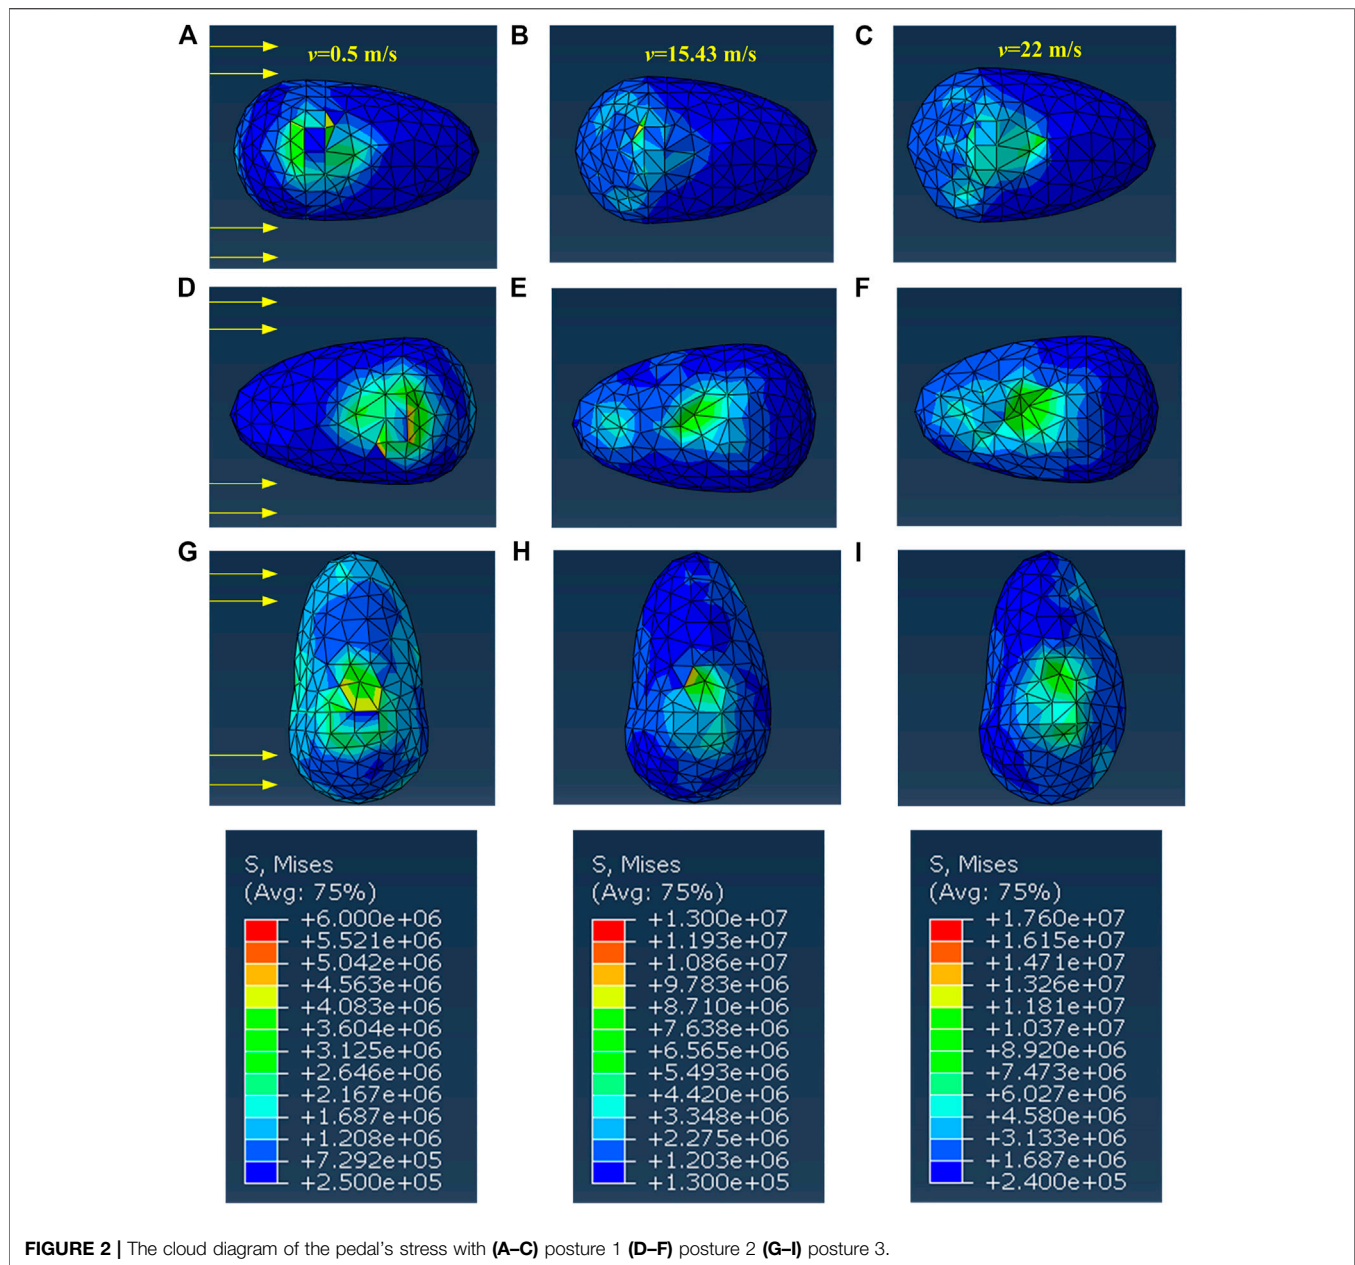 A
v=0.5 m/s
B
v=15.43 m/s
C
v=22 m/s
D
E
F
G
H
I
S, Mises
(Avg: 75%)
+6.000e+06
+5.521e+06
+5.042e+06
+4.563e+06
+4.083e+06
+3.604e+06
+3.125e+06
+2.646e+06
+2.167e+06
+1.687e+06
+1.208e+06
+7.292e+05
+2.500e+05
S, Mises
(Avg: 75%)
+1.300e+07
+1.193e+07
+1.086e+07
+9.783e+06
+8.710e+06
+7.638e+06
+6.565e+06
+5.493e+06
+4.420e+06
+3.348e+06
+2.275e+06
+1.203e+06
+1.300e+05
S, Mises
(Avg: 75%)
+1.760e+07
+1.615e+07
+1.471e+07
+1.326e+07
+1.181e+07
+1.037e+07
+8.920e+06
+7.473e+06
+6.027e+06
+4.580e+06
+3.133e+06
+1.687e+06
+2.400e+05
FIGURE 2 | The cloud diagram of the pedal's stress with (A–C) posture 1 (D–F) posture 2 (G–I) posture 3.